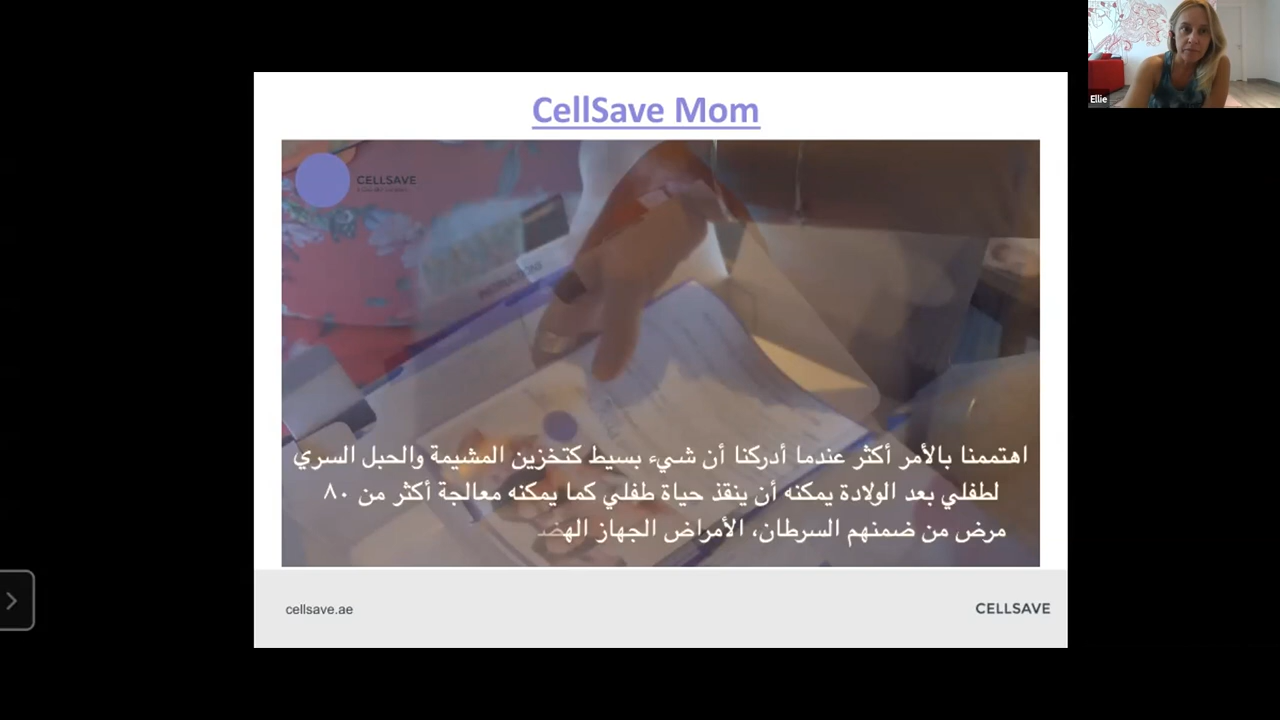 CellSave Mom
CELLSAVE
اهتممنا بالأمر أكثر عندما أدركنا أن شيء بسيط كتخزين المشيمة والحبل السري
لطفلي بعد الولادة يمكنه أن ينقذ حياة طفلي كما يمكنه معالجة أكثر من ٨٠
مرض من ضمنهم السرطان، الأمراض الجهاز الهضـ
cellsave.ae
CELLSAVE
Ellie